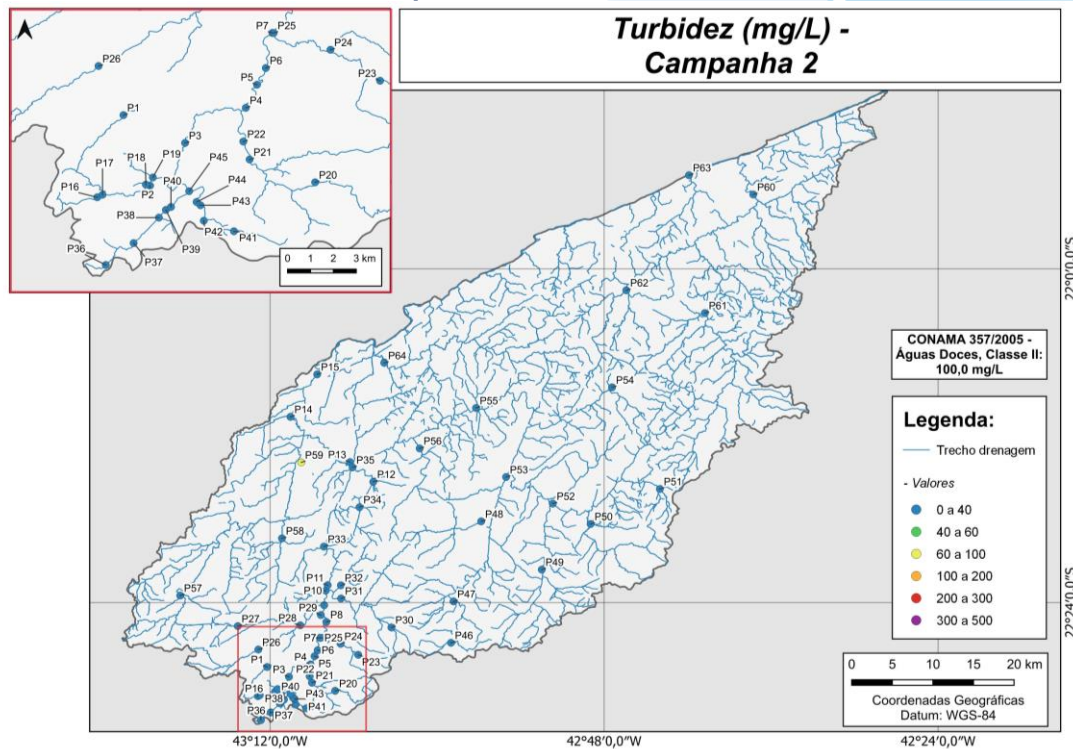 Turbidez (mg/L) -
Campanha 2
P7
P25
P24
P26
P6
P23
P5
P4
P1
P3
P22
P21
P17
P18
P19
P45
P20
P16
P40
P44
P2
P43
P38
P42
P41
P36
P39
P37
0 1 2 3 km
P63
P60
22°0'0,0"S
P62
P61
CONAMA 357/2005 -
Águas Doces, Classe II:
100,0 mg/L
P64
P15
P54
P55
P14
Legenda:
Trecho drenagem
- Valores
0 a 40
40 a 60
60 a 100
100 a 200
200 a 300
300 a 500
P56
P59
P13
P35
P12
P53
P51
P52
P34
P48
P50
P58
P33
P49
P11
P32
P57
P10
P31
P47
P29
22°24'0,0"S
P27
P28
P8
P30
P7
P25
P24
P46
P26
P6
P4
P23
P1
P5
P3
P22
P21
P20
P16
P40
P38
P43
P36
P37
P41
0 5 10 15 20 km
Coordenadas Geográficas
Datum: WGS-84
43°12'0,0"W
42°48'0,0"W
42°24'0,0"W